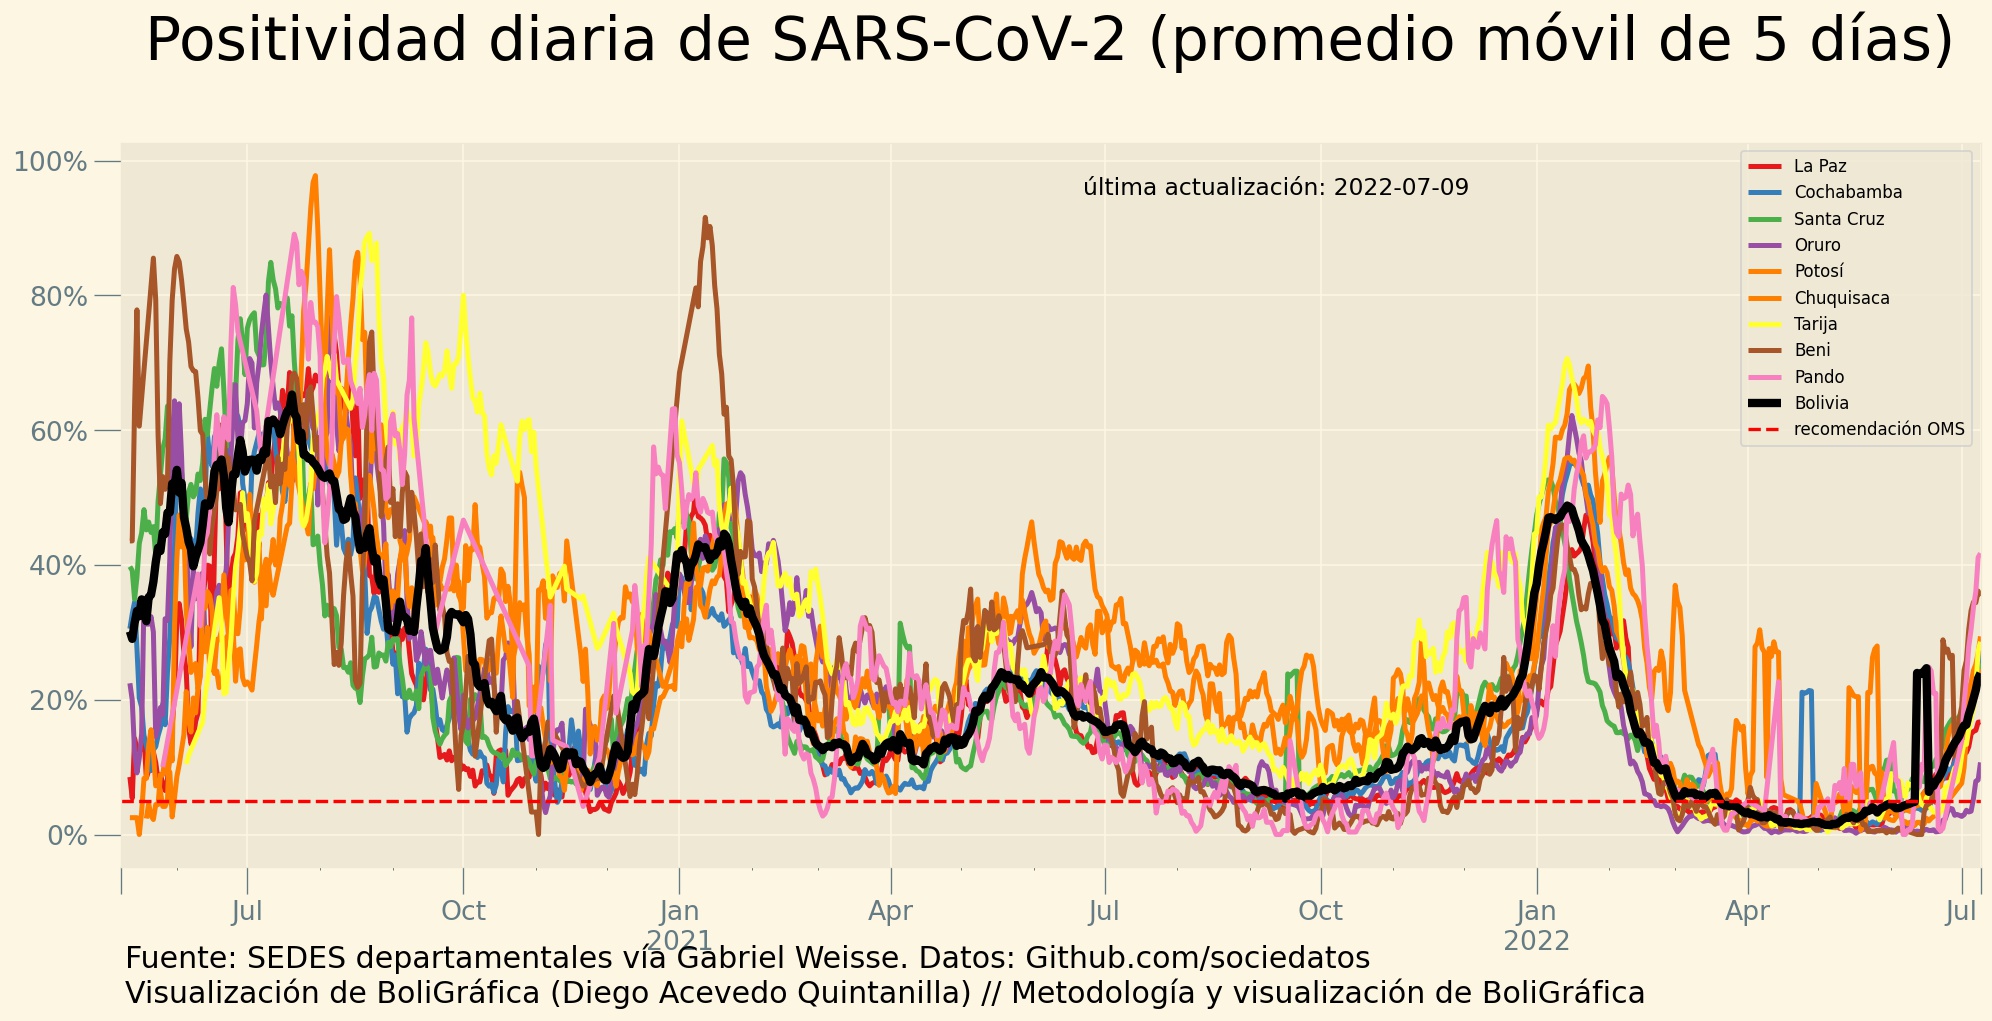 Positividad diaria de SARS-CoV-2 (promedio móvil de 5 días)
última actualización: 2022-07-09
100%
80%
60%
40%
20%
0%
La Paz
Cochabamba
Santa Cruz
Oruro
Potosí
Chuquisaca
Tarija
Beni
Pando
Bolivia
recomendación OMS
Jul
Oct
Jan
2021
Apr
Jul
Oct
Jan
2022
Apr
Jul
Fuente: SEDES departamentales vía Gabriel Weisse. Datos: Github.com/sociedatos
Visualización de BoliGráfica (Diego Acevedo Quintanilla) // Metodología y visualización de BoliGráfica